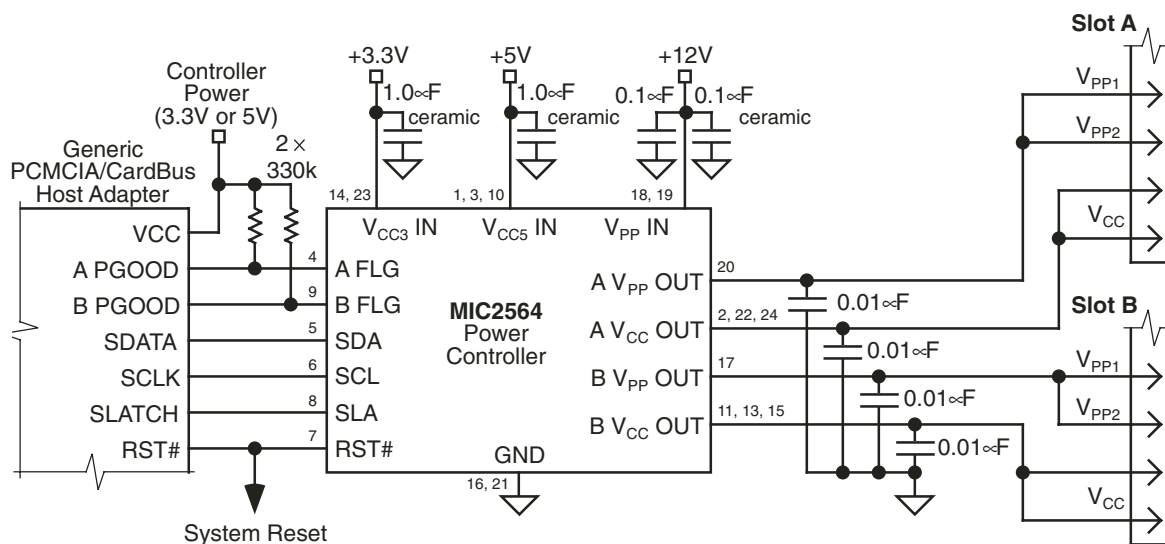 Slot A
+3.3V
+5V
+12V
Controller
Power
(3.3V or 5V)
1.0∝F
ceramic
1.0∝F
ceramic
0.1∝F
0.1∝F
ceramic
VPP1
VPP2
VCC
Generic
PCMCIA/CardBus
Host Adapter
2 ×
330k
14, 23
1, 3, 10
18, 19
VCC3 IN
VCC5 IN
VPP IN
VCC
A PGOOD
4
A FLG
B PGOOD
9
B FLG
SDATA
5
SDA
SCLK
6
SCL
SLATCH
8
SLA
RST#
7
RST#
MIC2564
Power
Controller
A VPP OUT
20
0.01∝F
A VCC OUT
2, 22, 24
0.01∝F
B VPP OUT
17
0.01∝F
B VCC OUT
11, 13, 15
0.01∝F
GND
16, 21
System Reset
Slot B
VPP1
VPP2
VCC